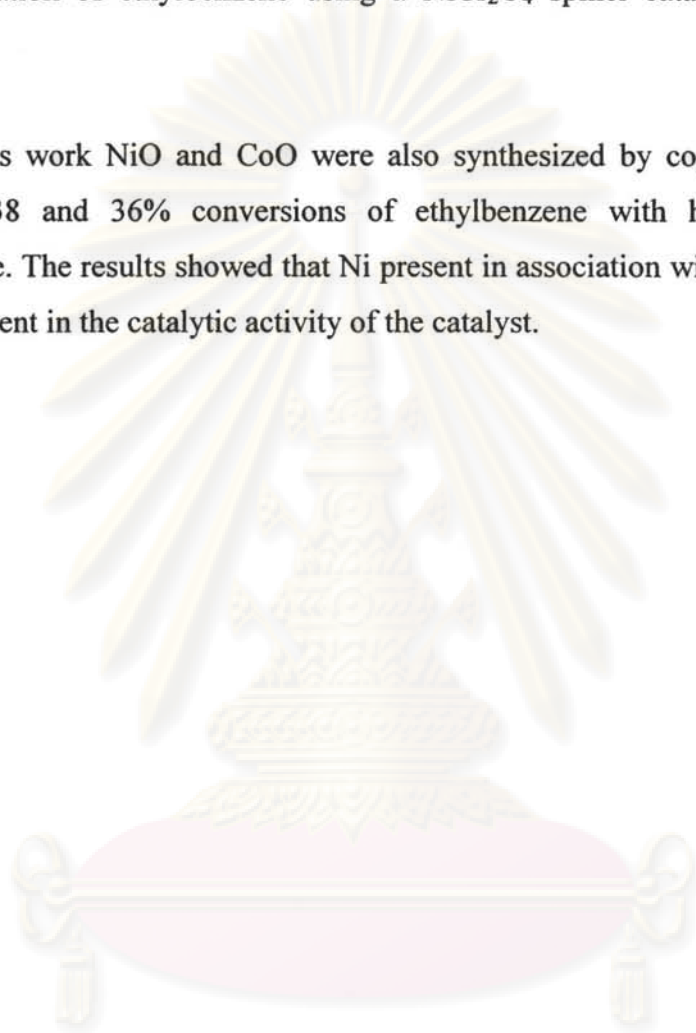 s work NiO and CoO were also synthesized by co
38 and 36% conversions of ethylbenzene with
e. The results showed that Ni present in association wi
ent in the catalytic activity of the catalyst.